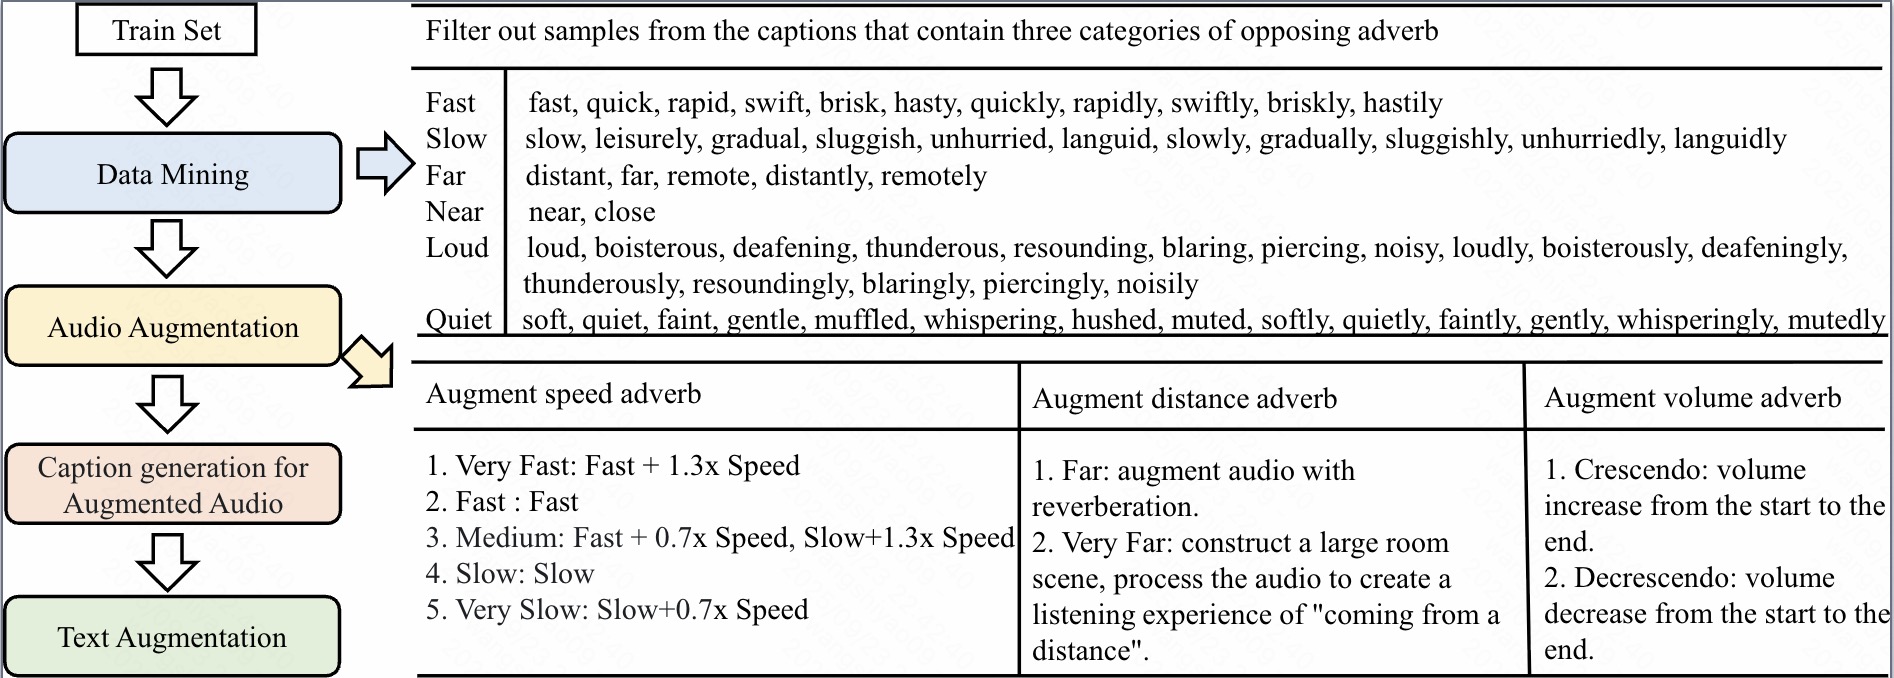 Train Set
Data Mining
Audio Augmentation
Caption generation for
Augmented Audio
Text Augmentation
Filter out samples from the captions that contain three categories of opposing adverb
Fast fast, quick, rapid, swift, brisk, hasty, quickly, rapidly, swiftly, briskly, hastily
Slow slow, leisurely, gradual, sluggish, unhurried, languid, slowly, gradually, sluggishly, unhurriedly, languidly
Far distant, far, remote, distantly, remotely
Near near, close
Loud loud, boisterous, deafening, thunderous, resounding, blaring, piercing, noisy, loudly, boisterously, deafeningly,
thunderously, resoundingly, blaringly, piercingly, noisily
Quiet soft, quiet, faint, gentle, muffled, whispering, hushed, muted, softly, quietly, faintly, gently, whisperingly, mutedly
Augment speed adverb
1. Very Fast: Fast + 1.3x Speed
2. Fast : Fast
3. Medium: Fast + 0.7x Speed, Slow+1.3x Speed
4. Slow: Slow
5. Very Slow: Slow+0.7x Speed
Augment distance adverb
1. Far: augment audio with
reverberation.
2. Very Far: construct a large room
scene, process the audio to create a
listening experience of "coming from a
distance".
Augment volume adverb
1. Crescendo: volume
increase from the start to the
end.
2. Decrescendo: volume
decrease from the start to the
end.